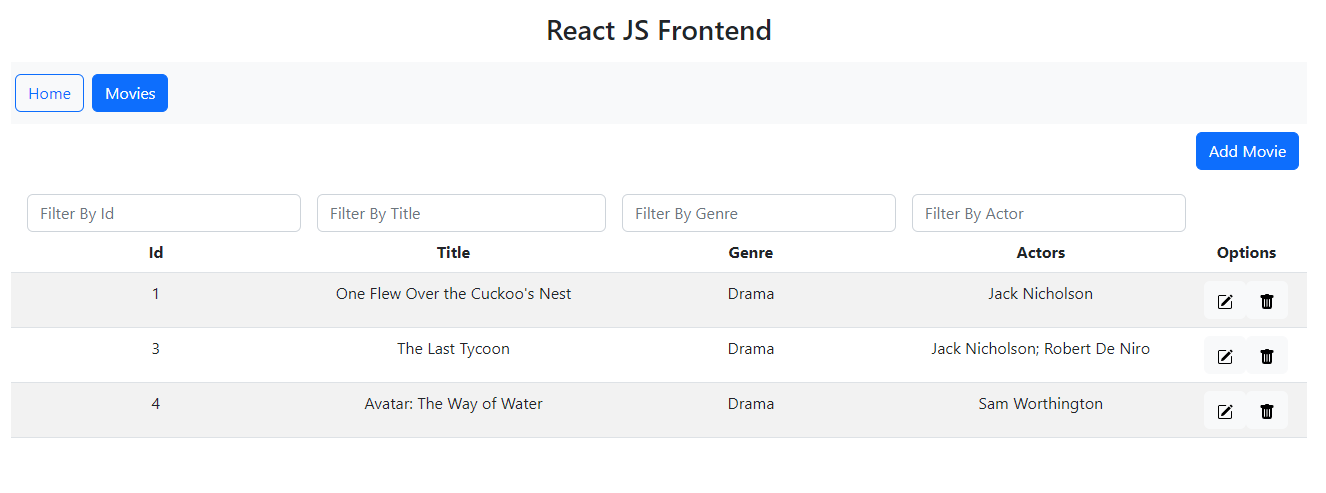 React JS Frontend
Home Movies
Add Movie
Filter By Id Filter By Title Filter By Genre Filter By Actor
Id Title Genre Actors Options
1 One Flew Over the Cuckoo's Nest Drama Jack Nicholson
3 The Last Tycoon Drama Jack Nicholson; Robert De Niro
4 Avatar: The Way of Water Drama Sam Worthington